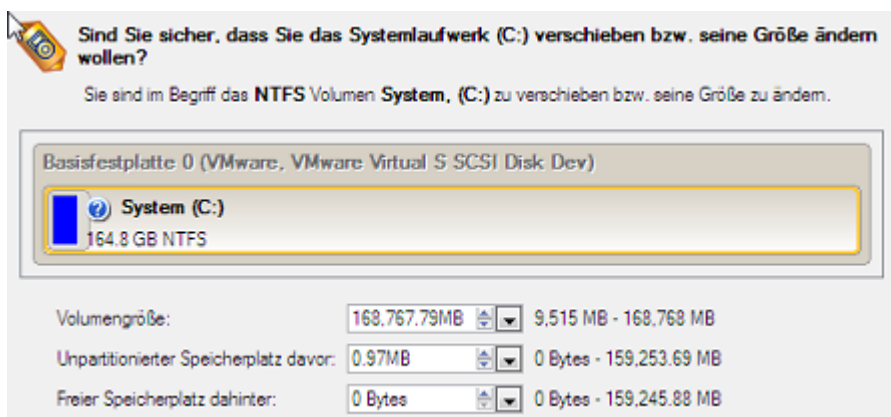 Sind Sie sicher, dass Sie das Systemlaufwerk (C:) verschieben bzw. seine Größe ändern
wollen?
Sie sind im Begriff das NTFS Volumen System, (C:) zu verschieben bzw. seine Größe zu ändern.
Basisfestplatte 0 (VMware, VMware Virtual S SCSI Disk Dev)
System (C:)
164.8 GB NTFS
Volumengröße: 168,767.79MB 9,515 MB - 168,768 MB
Unpartitionierter Speicherplatz davor: 0.97MB 0 Bytes - 159,253.69 MB
Freier Speicherplatz dahinter: 0 Bytes 0 Bytes - 159,245.88 MB